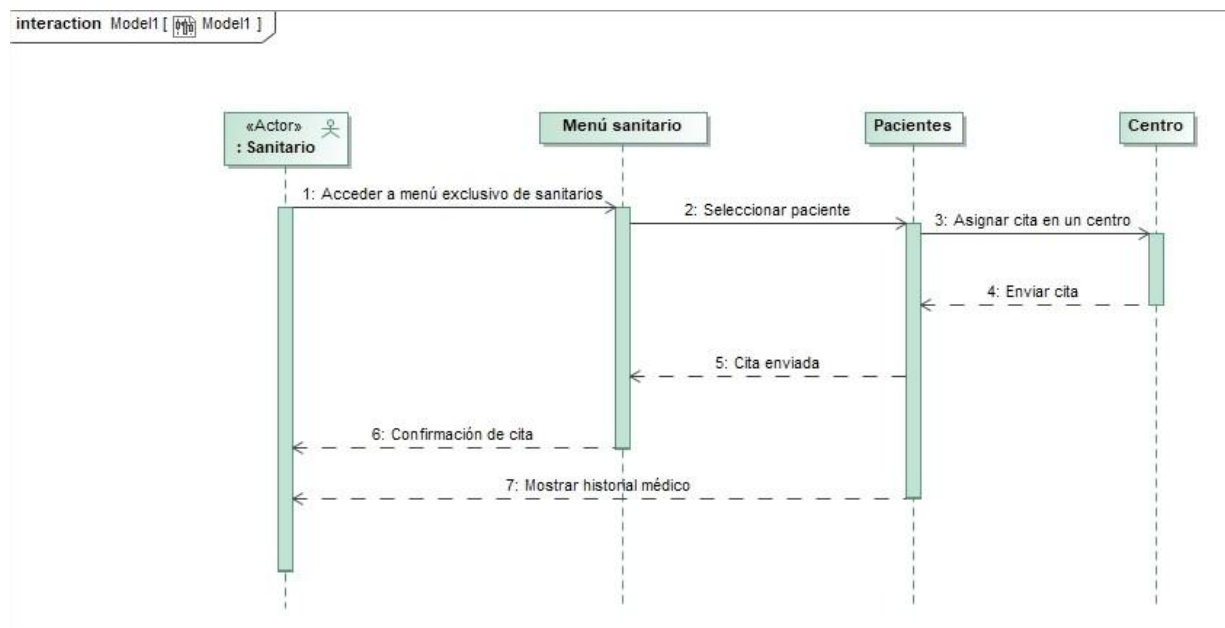 interaction Model1 [ Model1 ]
«Actor»
: Sanitario
Menú sanitario
Pacientes
Centro
1: Acceder a menú exclusivo de sanitarios
2: Seleccionar paciente
3: Asignar cita en un centro
4: Enviar cita
5: Cita enviada
6: Confirmación de cita
7: Mostrar historial médico